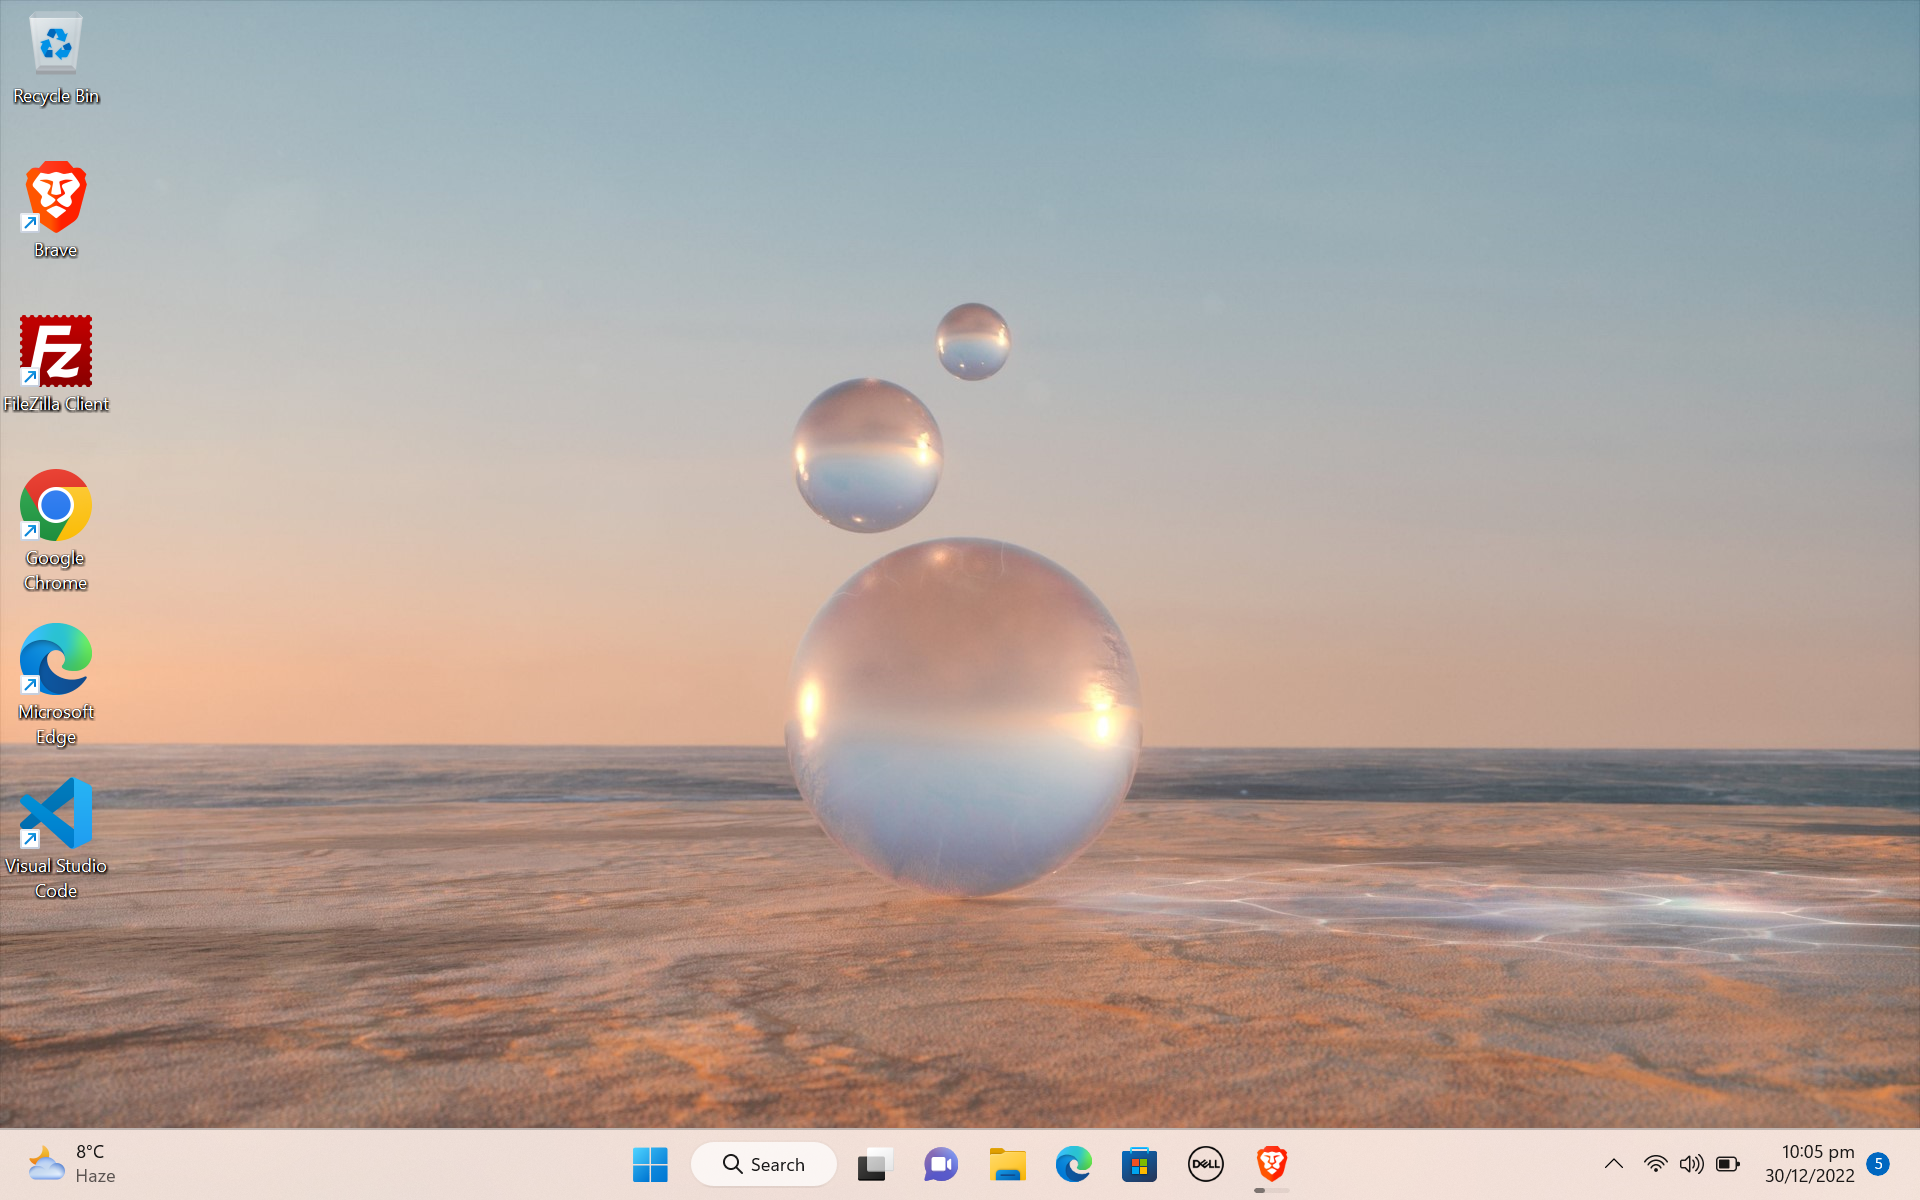 Recycle Bin
Brave
FileZilla Client
Google
Chrome
Microsoft
Edge
Visual Studio
Code
8°C
Haze
Search
DELL
10:05 pm
30/12/2022
5